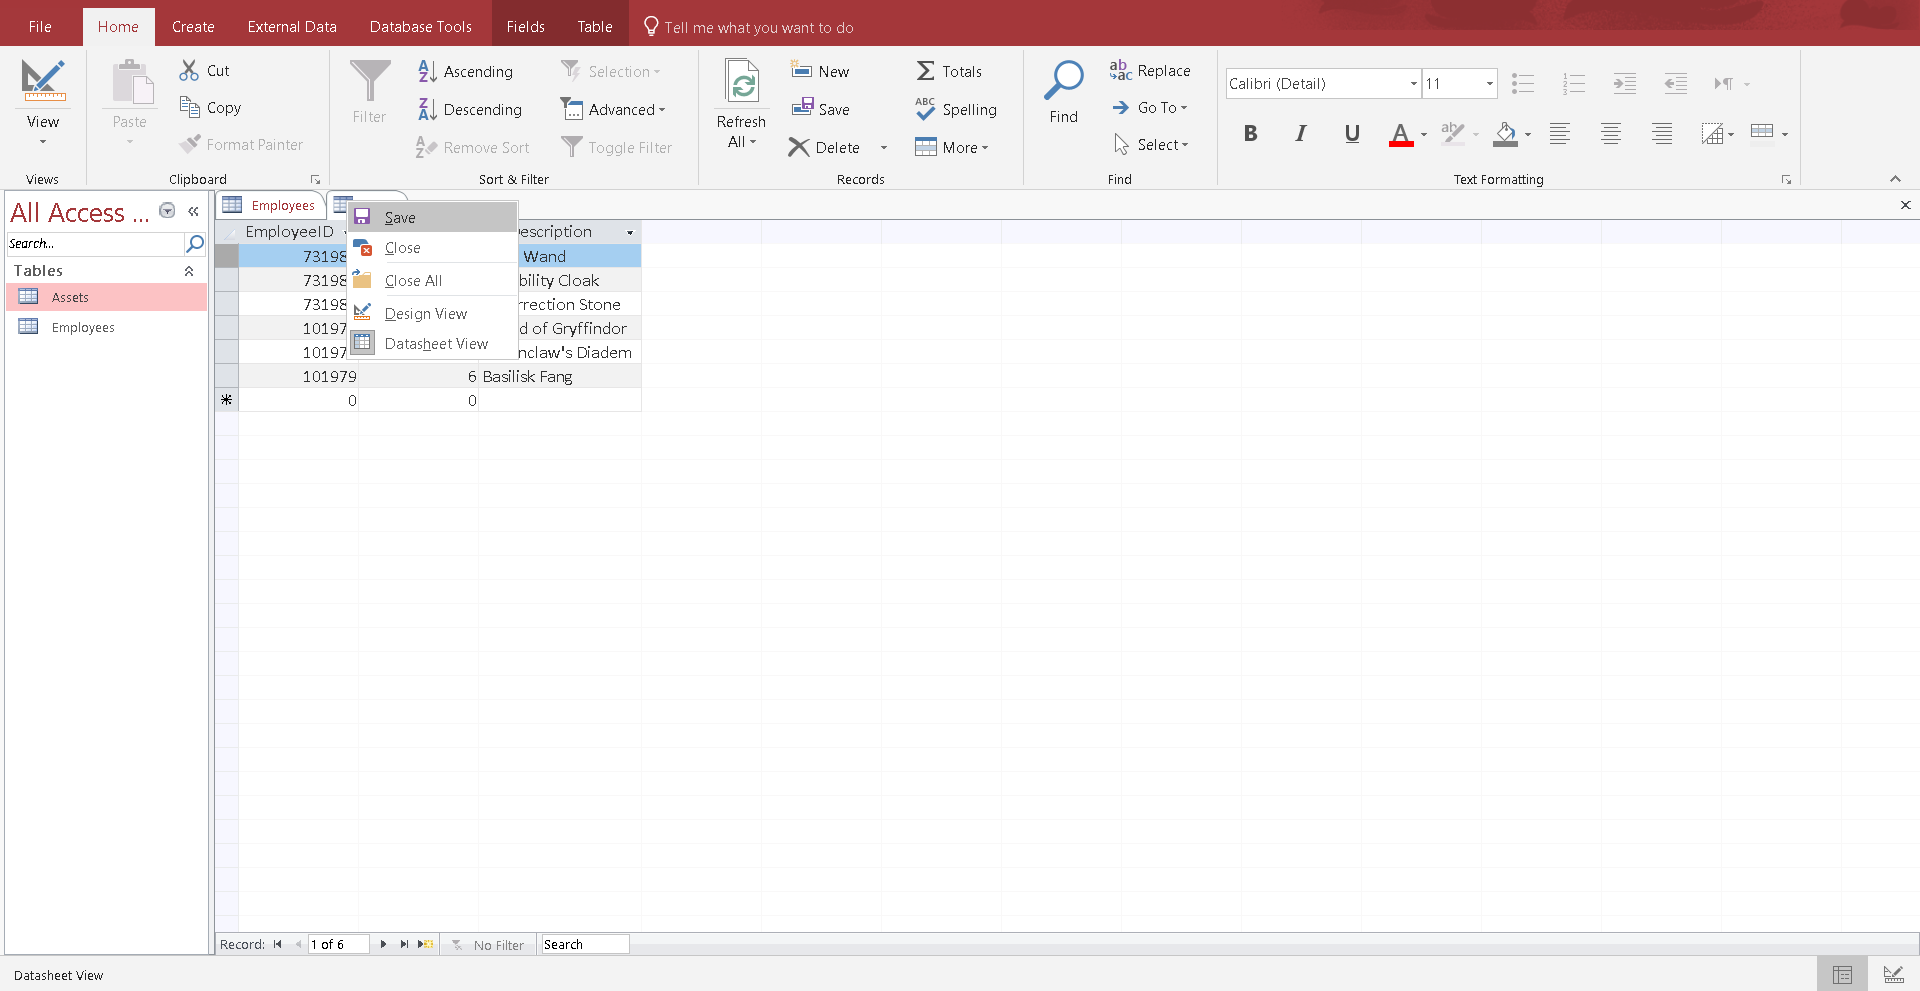 File Home Create External Data Database Tools Fields Table Tell me what you want to do
View
Views
Paste
Cut
Copy
Format Painter
Clipboard
Filter
Ascending
Descending
Remove Sort
Selection
Advanced
Toggle Filter
Sort & Filter
Refresh
All
New
Save
Delete
Totals
Spelling
More
Records
Find
Replace
Go To
Select
Find
Calibri (Detail) 11
B I U A
Text Formatting
All Access ...
Search...
Tables
Assets
Employees
Employees
Save
Close
Close All
Design View
Datasheet View
EmployeeID escription
73198 Wand
73198 bility Cloak
73198 rrection Stone
10197 d of Gryffindor
10197 nclaw's Diadem
101979 6 Basilisk Fang
0 0
Record: 1 of 6 No Filter Search
Datasheet View